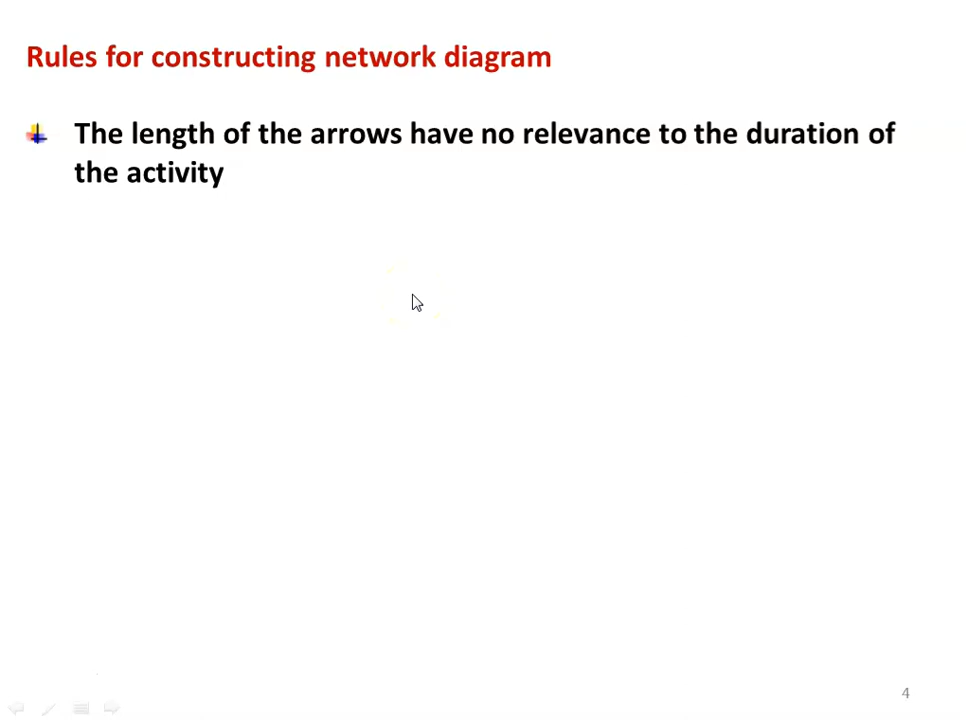 Rules for constructing network diagram
The length of the arrows have no relevance to the duration of
the activity
4